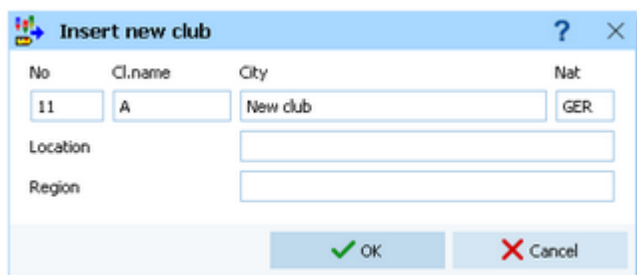 Insert new club ?
No Cl.name City Nat
11 A New club GER
Location
Region
OK Cancel